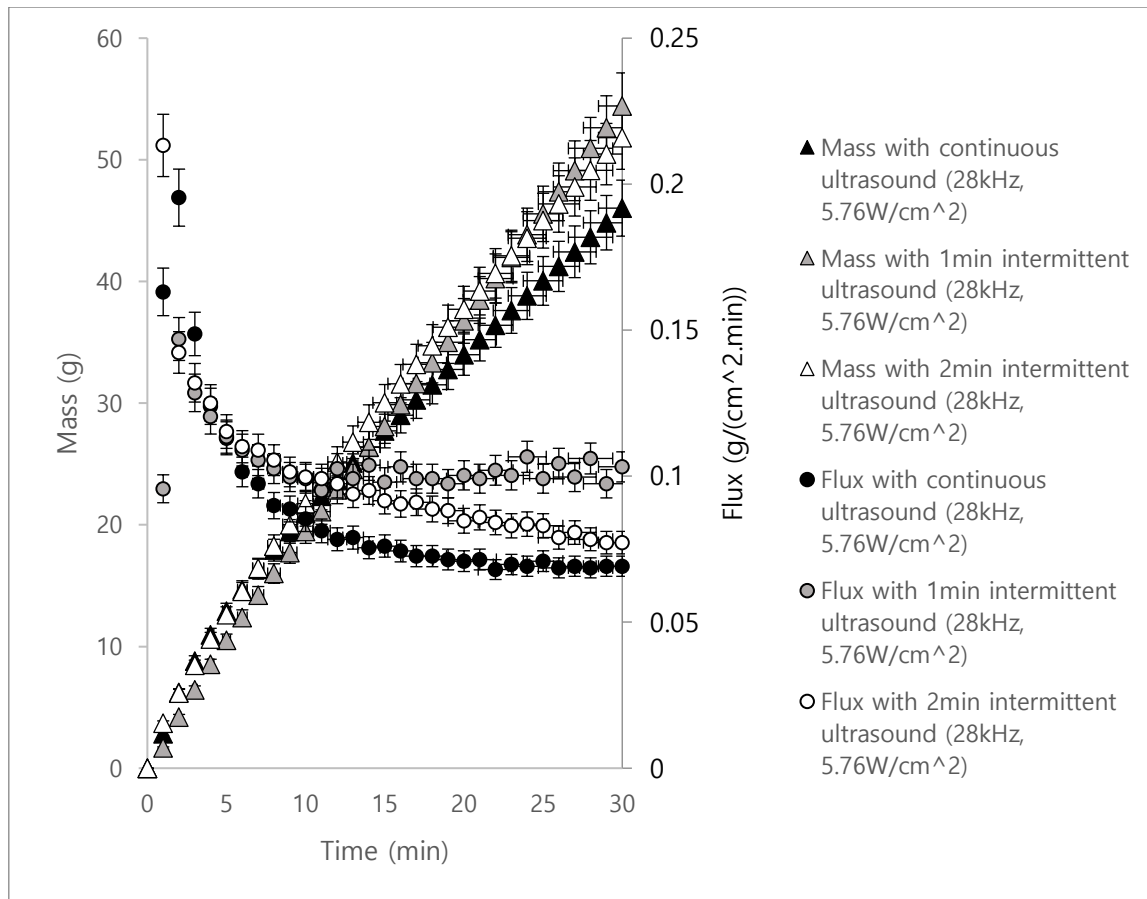 60
50
40
30
20
10
0
Mass (g)
0 5 10 15 20 25 30
Time (min)
0.25
0.2
0.15
0.1
0.05
0
Flux (g/(cm^2.min))
Mass with continuous
ultrasound (28kHz,
5.76W/cm^2)
Mass with 1min intermittent
ultrasound (28kHz,
5.76W/cm^2)
Mass with 2min intermittent
ultrasound (28kHz,
5.76W/cm^2)
Flux with continuous
ultrasound (28kHz,
5.76W/cm^2)
Flux with 1min intermittent
ultrasound (28kHz,
5.76W/cm^2)
Flux with 2min intermittent
ultrasound (28kHz,
5.76W/cm^2)